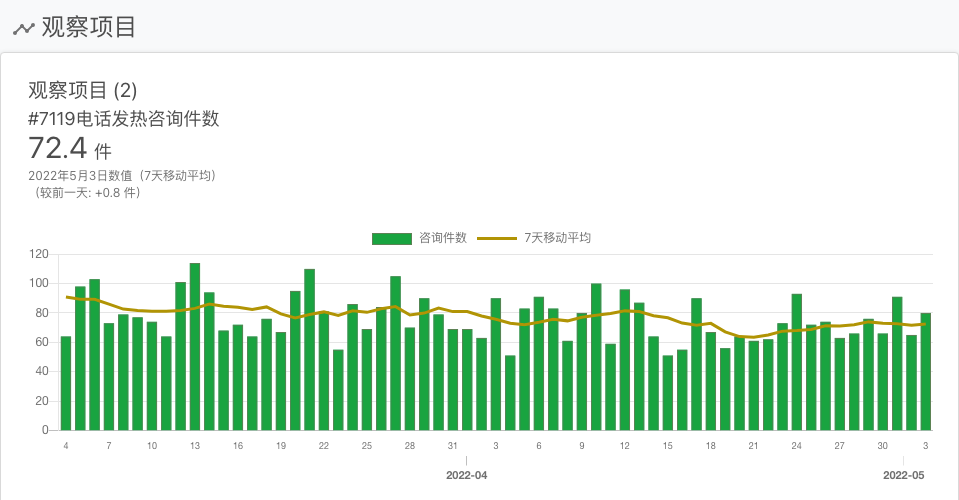 观察项目
观察项目 (2)
#7119电话发热咨询件数
72.4 件
2022年5月3日数值（7天移动平均）
（较前一天: +0.8 件）
咨询件数 7天移动平均
120
100
80
60
40
20
0
4 7 10 13 16 19 22 25 28 31 3 6 9 12 15 18 21 24 27 30 3
2022-04 2022-05